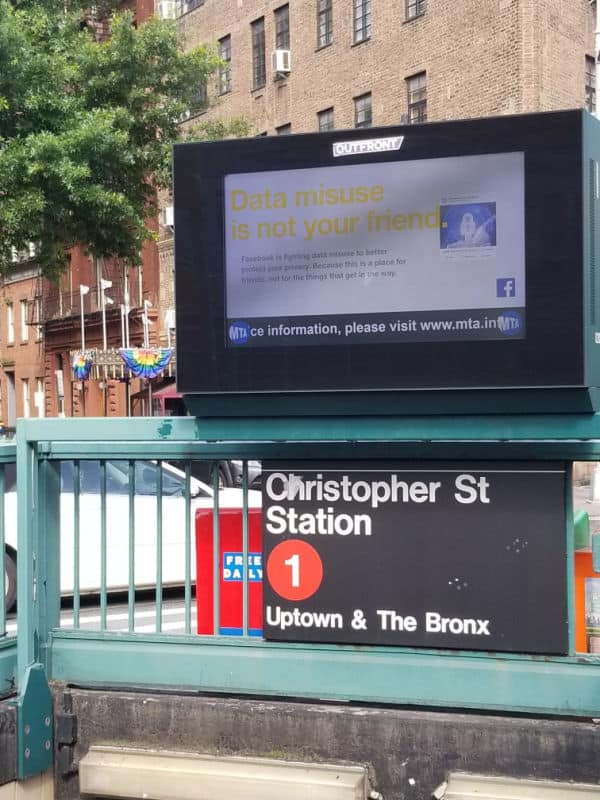 OUTFRONT/
Data misuse
is not your friend.
Facebook is fighting data misuse to better
protect your privacy. Because this is a place for
friends, not for the things that get in the way.
f
MTA ce information, please visit www.mta.in MTA
Christopher St
Station
1
Uptown & The Bronx
FREE
DAILY